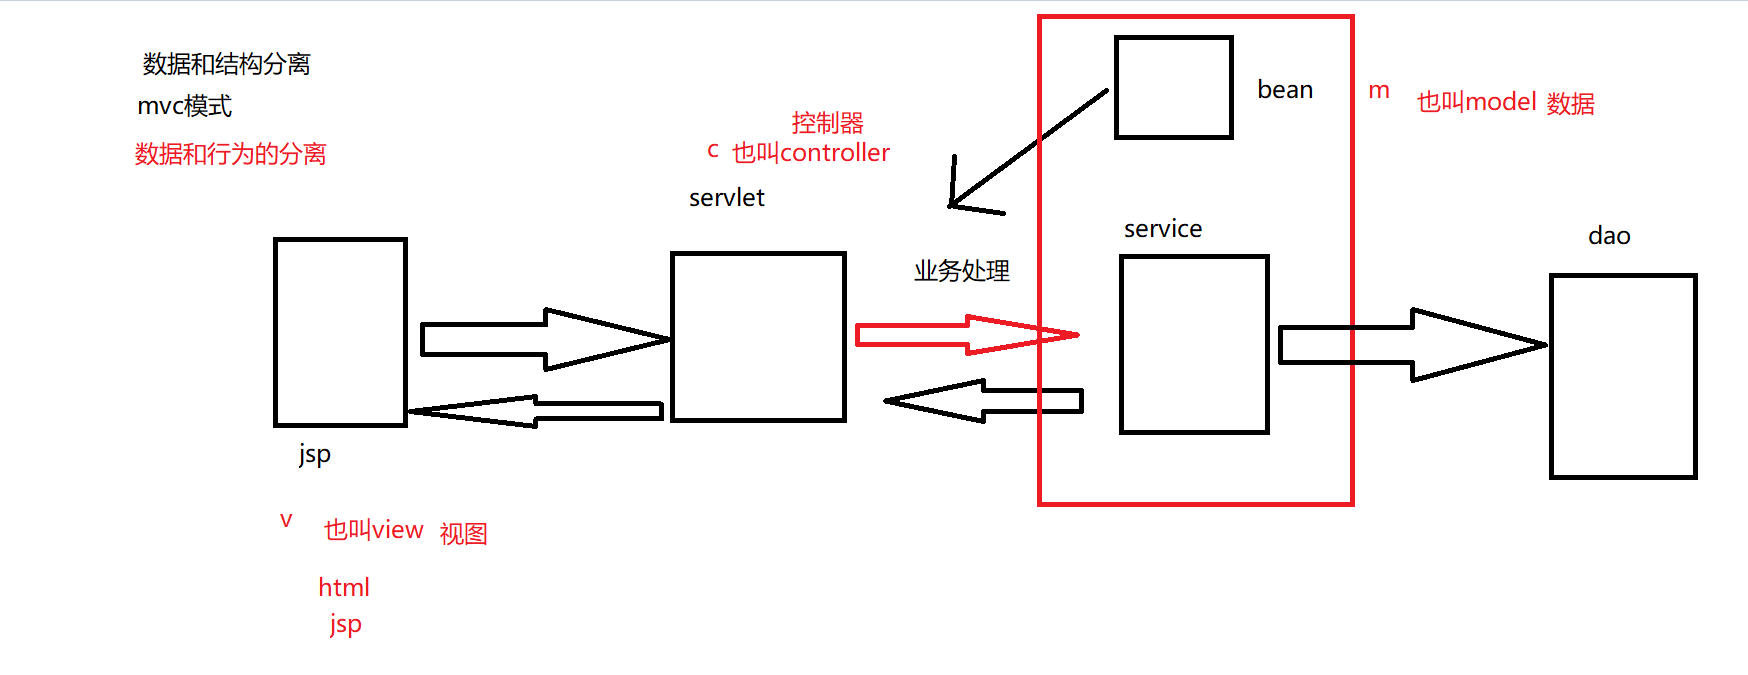 数据和结构分离
mvc模式
数据和行为的分离
控制器
c 也叫controller
servlet
bean
m 也叫model 数据
业务处理
service
dao
jsp
v 也叫view 视图
html
jsp